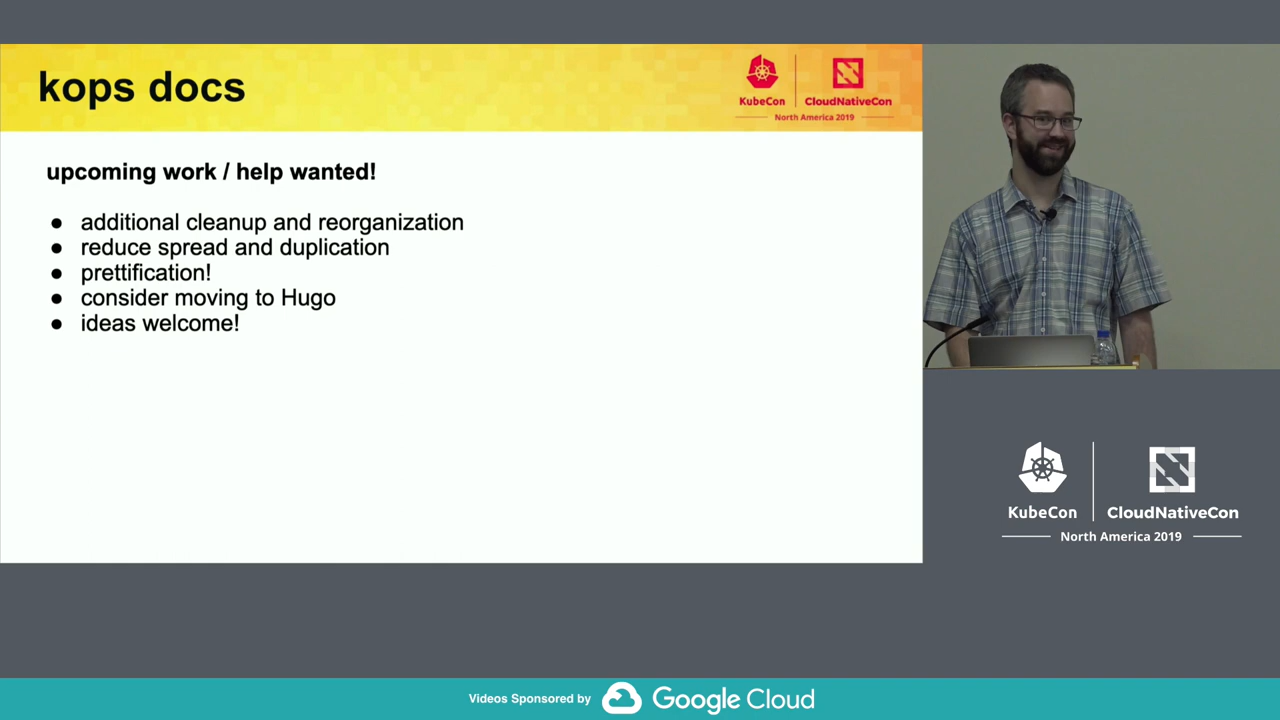 kops docs
KubeCon
CloudNativeCon
North America 2019
upcoming work / help wanted!
● additional cleanup and reorganization
● reduce spread and duplication
● prettification!
● consider moving to Hugo
● ideas welcome!
KubeCon
CloudNativeCon
North America 2019
Videos Sponsored by Google Cloud